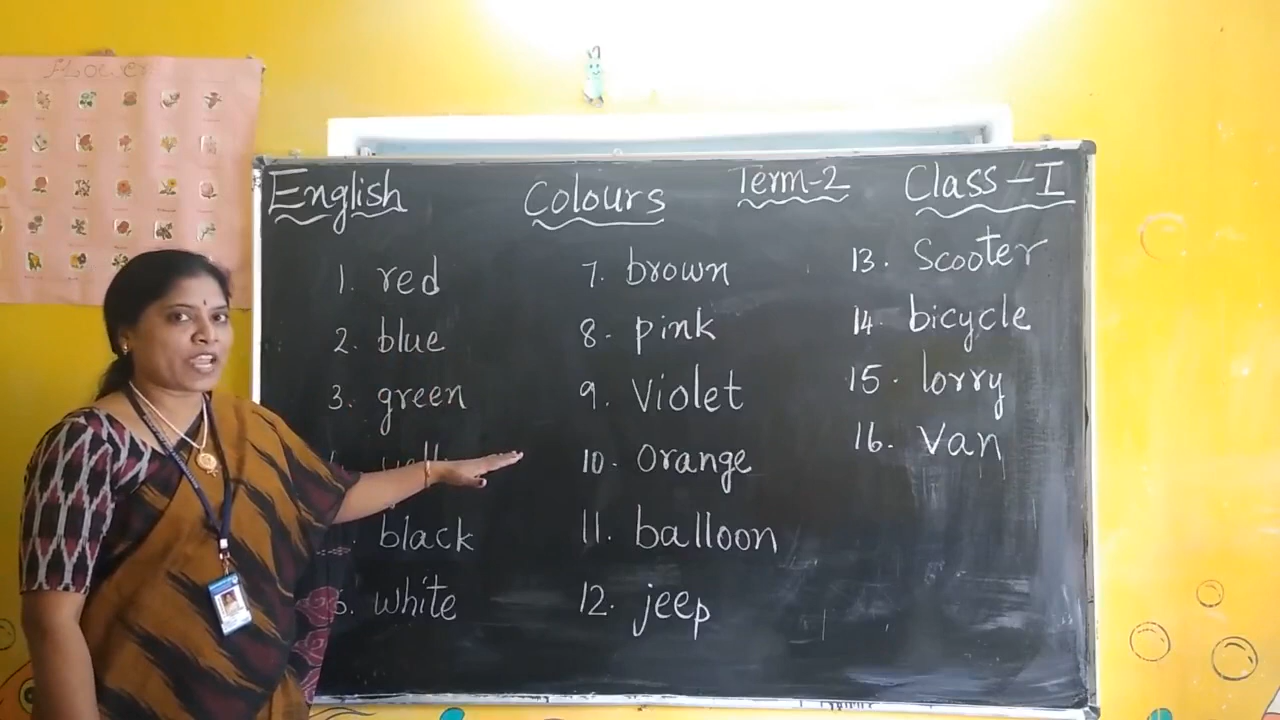 Flowers
English Colours Term-2 Class-I
1. red
2. blue
3. green
black
white
7. brown
8. pink
9. Violet
10. Orange
11. balloon
12. jeep
13. Scooter
14. bicycle
15. lorry
16. Van